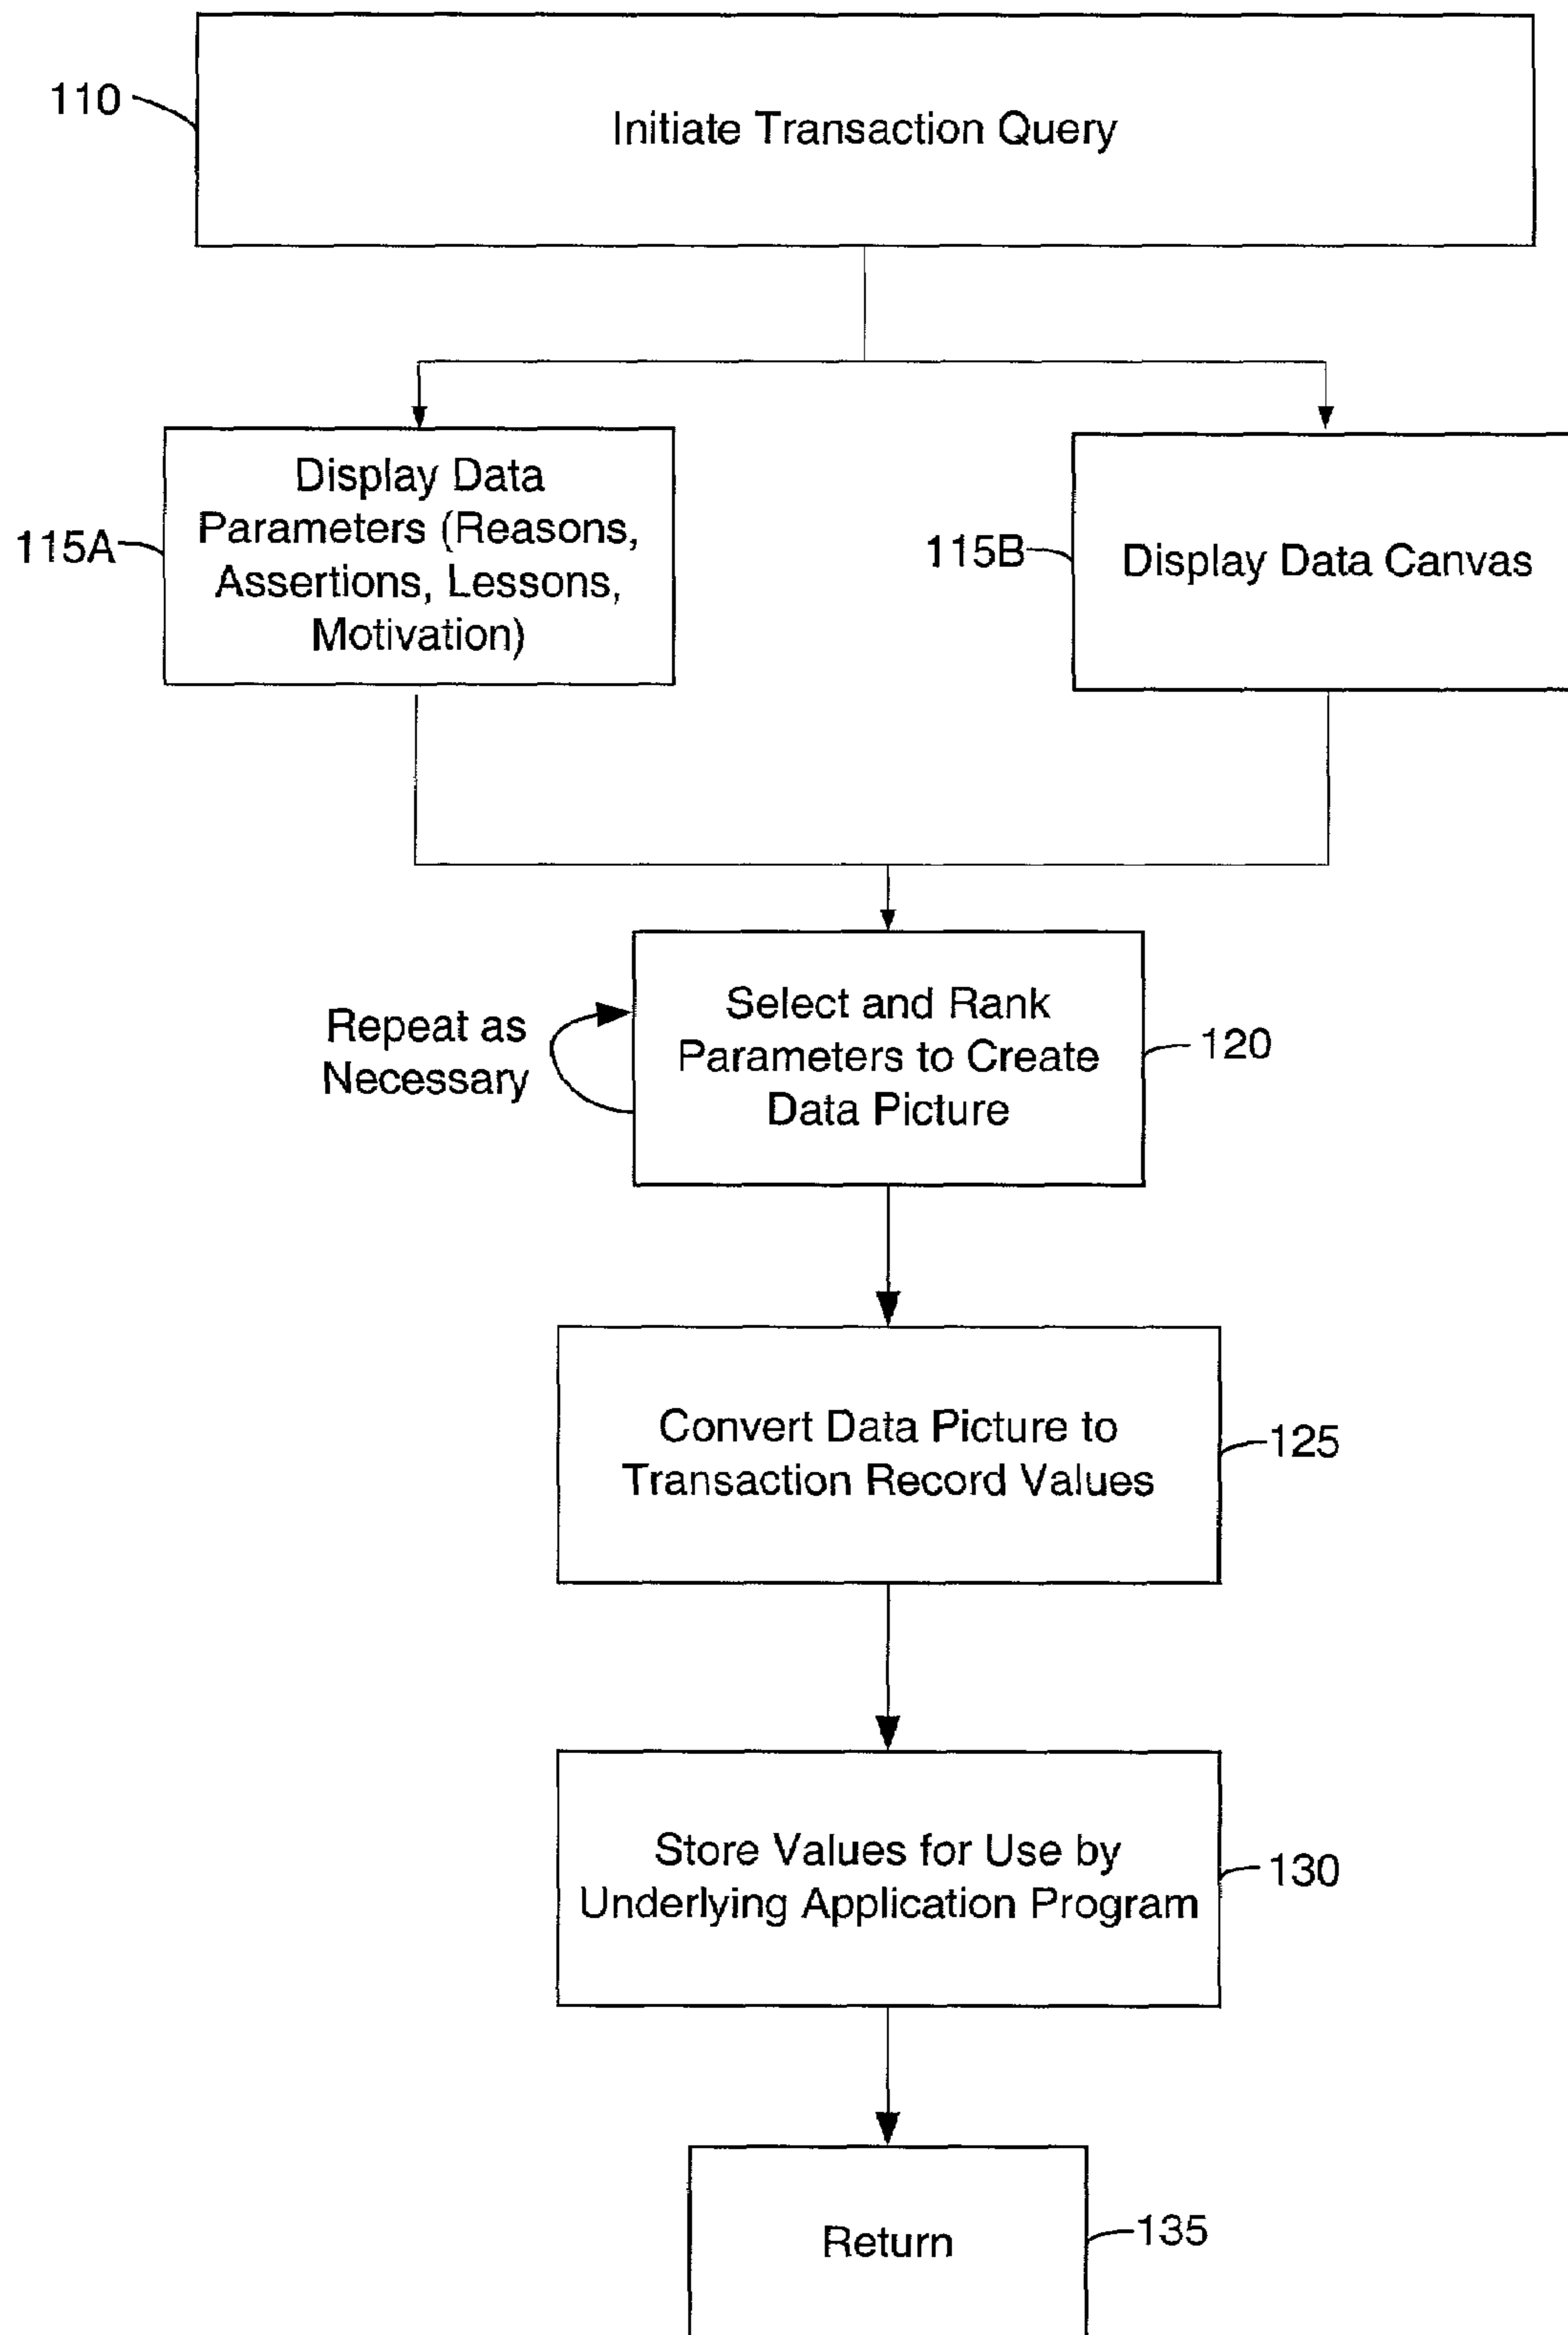 110
Initiate Transaction Query
115A
Display Data
Parameters (Reasons,
Assertions, Lessons,
Motivation)
115B
Display Data Canvas
Repeat as
Necessary
Select and Rank
Parameters to Create
Data Picture
120
Convert Data Picture to
Transaction Record Values
125
Store Values for Use by
Underlying Application Program
130
Return
135